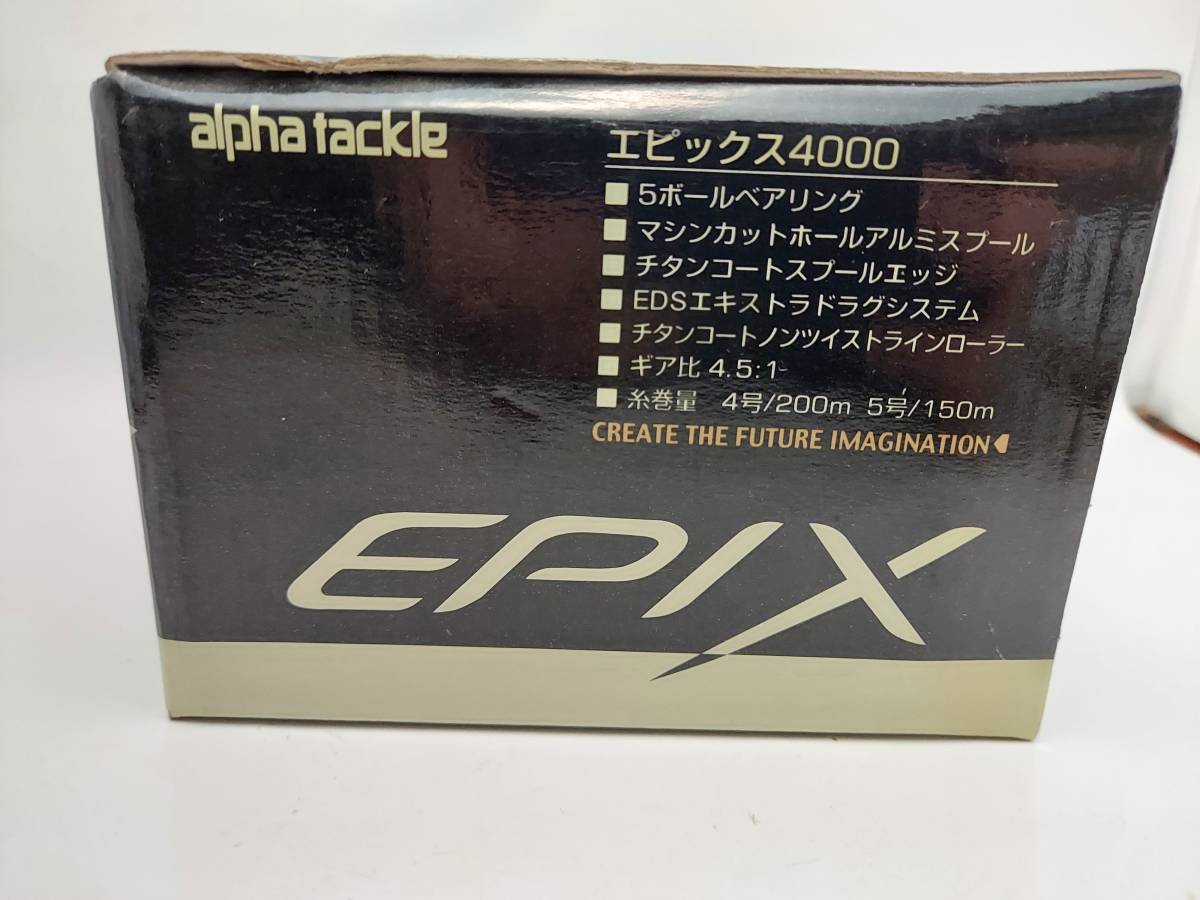 alpha tackle
エピックス4000
■ 5ボールベアリング
■ マシンカットホールアルミスプール
■ チタンコートスプールエッジ
■ EDSエキストラドラグシステム
■ チタンコートノンツイストラインローラー
■ ギア比 4.5:1
■ 糸巻量 4号/200m 5号/150m
CREATE THE FUTURE IMAGINATION
EPIX